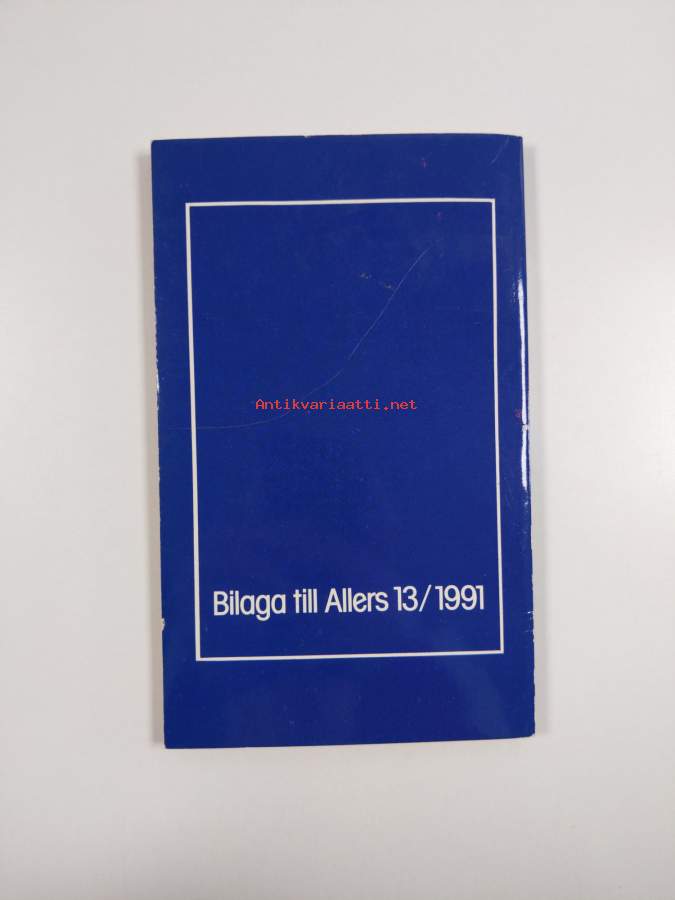 Antikvariaatti.net
Bilaga till Allers 13/1991